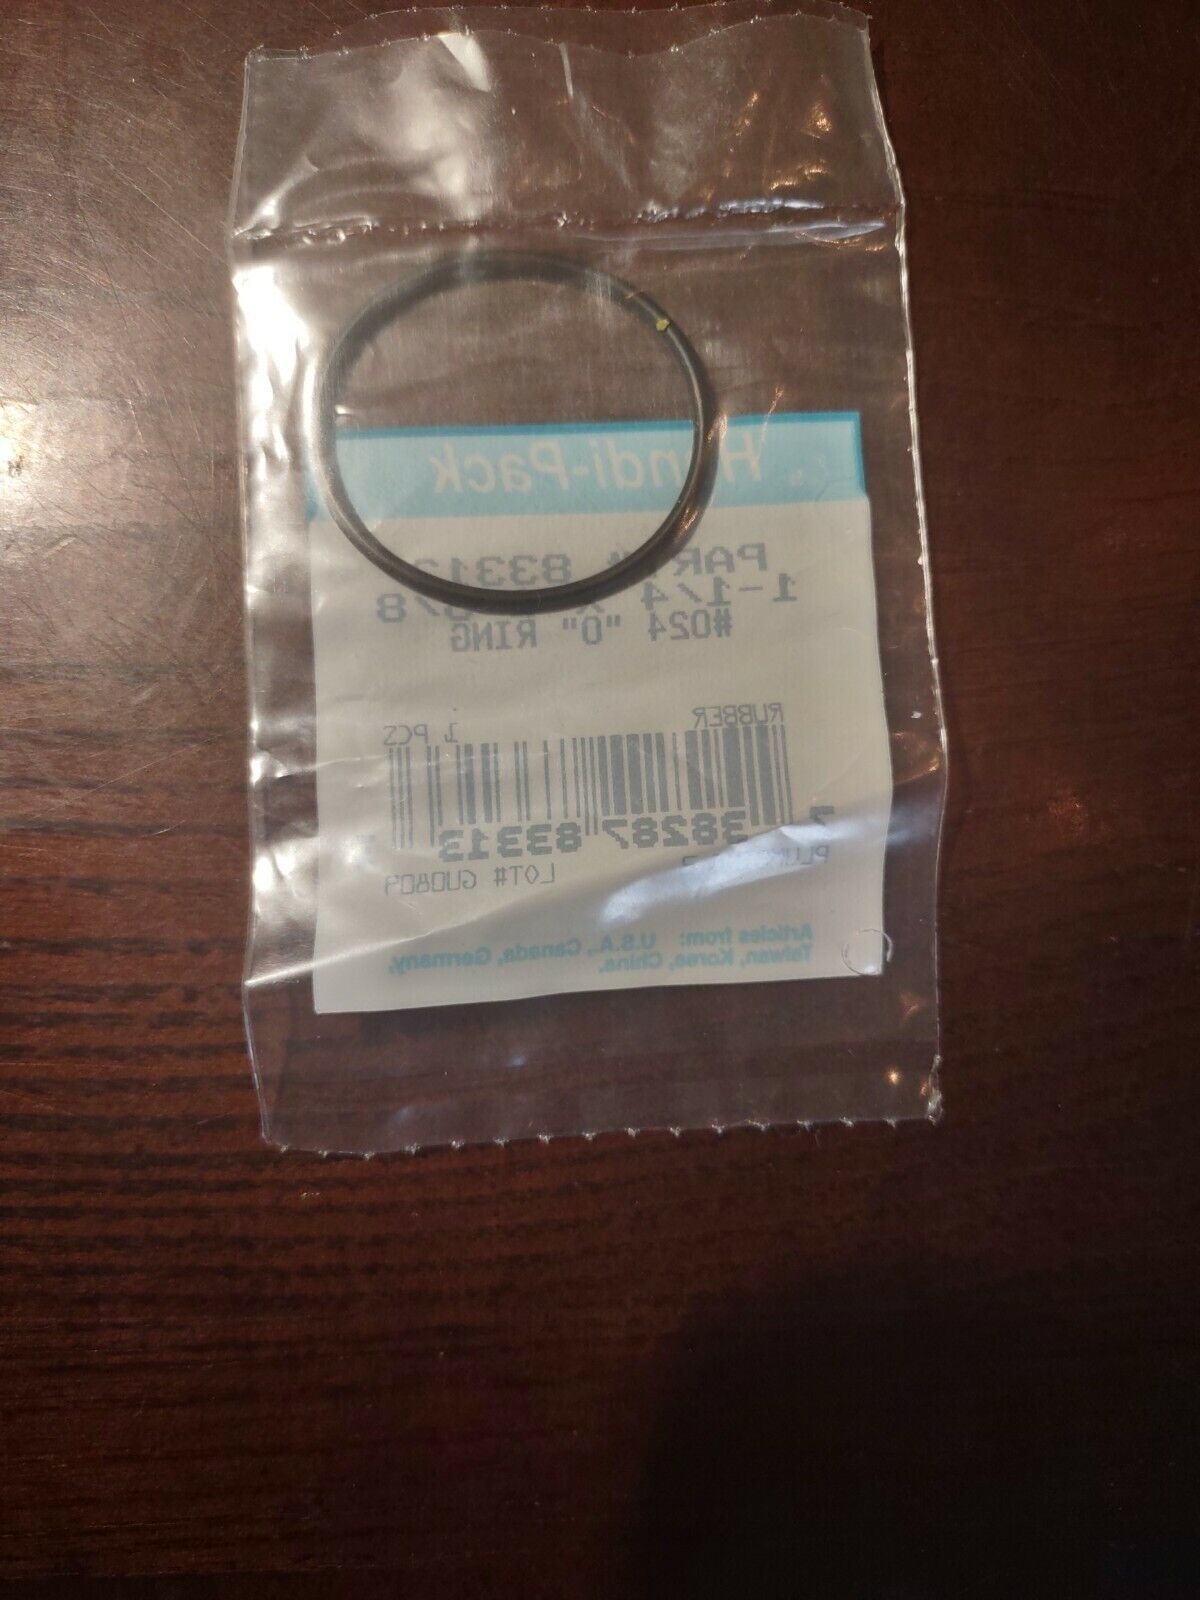 Handi-Pack
PART# 83313
1-1/4 X 3/8
#024 "O" RING
RUBBER 1 PCS
7 38287 83313
LOT# GU0809
Articles from: U.S.A., Canada, Germany,
Taiwan, Korea, China.